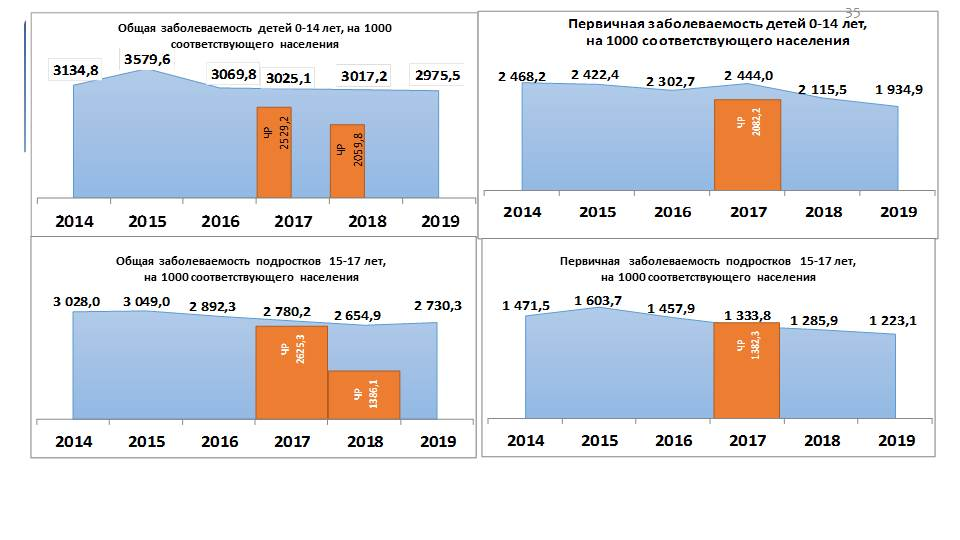 35
Общая заболеваемость детей 0-14 лет, на 1000
соответствующего населения
3134,8 3579,6 3069,8 3025,1 3017,2 2975,5
ЧР
2529,2
ЧР
2059,8
2014 2015 2016 2017 2018 2019
Первичная заболеваемость детей 0-14 лет,
на 1000 соответствующего населения
2 468,2 2 422,4 2 302,7 2 444,0 2 115,5 1 934,9
ЧР
2082,2
2014 2015 2016 2017 2018 2019
Общая заболеваемость подростков 15-17 лет,
на 1000 соответствующего населения
3 028,0 3 049,0 2 892,3 2 780,2 2 654,9 2 730,3
ЧР
2625,3
ЧР
1386,1
2014 2015 2016 2017 2018 2019
Первичная заболеваемость подростков 15-17 лет,
на 1000 соответствующего населения
1 471,5 1 603,7 1 457,9 1 333,8 1 285,9 1 223,1
ЧР
1382,3
2014 2015 2016 2017 2018 2019